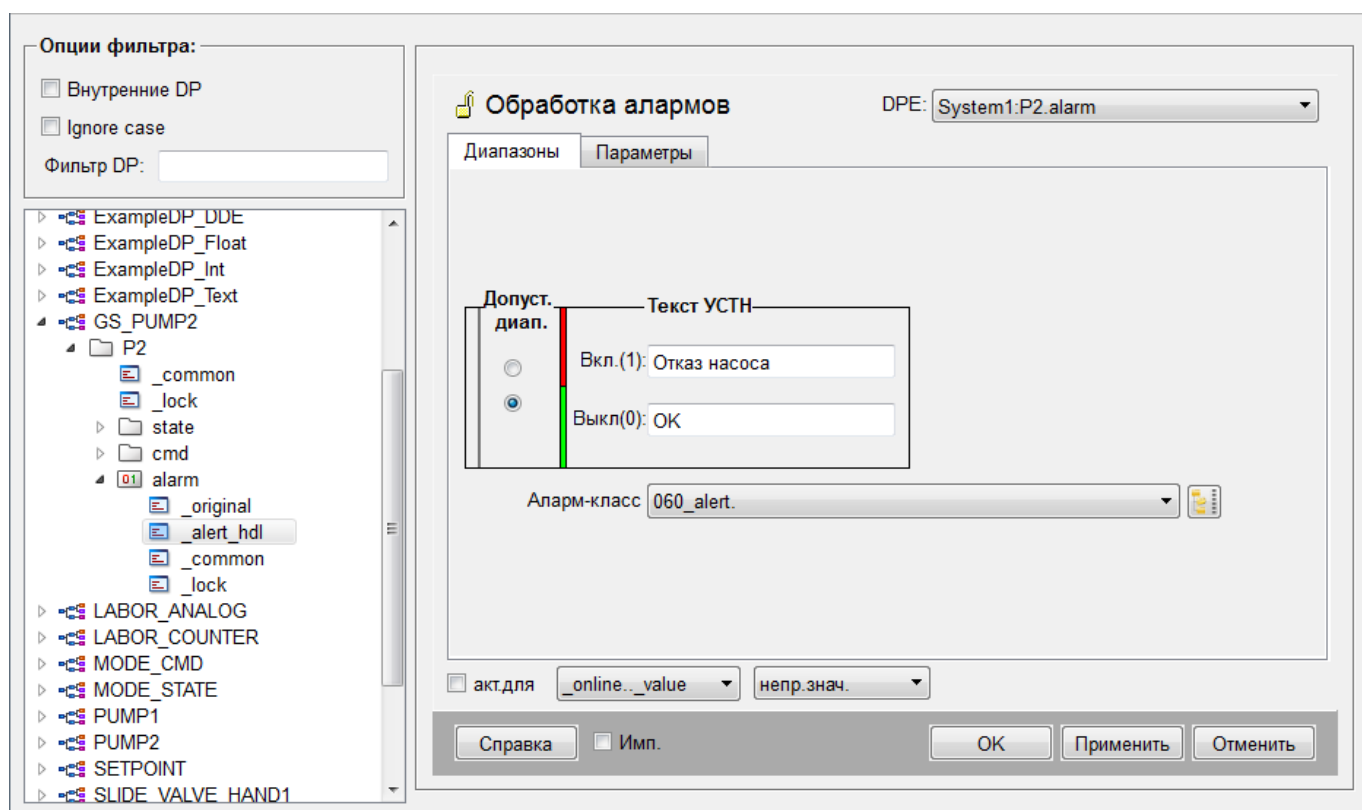 Опции фильтра:
Внутренние DP
Ignore case
Фильтр DP:
ExampleDP_DDE
ExampleDP_Float
ExampleDP_Int
ExampleDP_Text
GS_PUMP2
P2
_common
_lock
state
cmd
01 alarm
_original
_alert_hdl
_common
_lock
LABOR_ANALOG
LABOR_COUNTER
MODE_CMD
MODE_STATE
PUMP1
PUMP2
SETPOINT
SLIDE_VALVE_HAND1
Обработка алармов DPE: System1:P2.alarm
Диапазоны Параметры
Допуст. диап.
Текст УСТН
Вкл.(1): Отказ насоса
Выкл(0): OK
Аларм-класс 060_alert.
акт.для _online.._value непр.знач.
Справка Имп. OK Применить Отменить